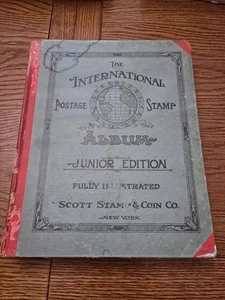 The
International
Postage Stamp
Album
Junior Edition
Fully Illustrated
Scott Stamp & Coin Co.
New York